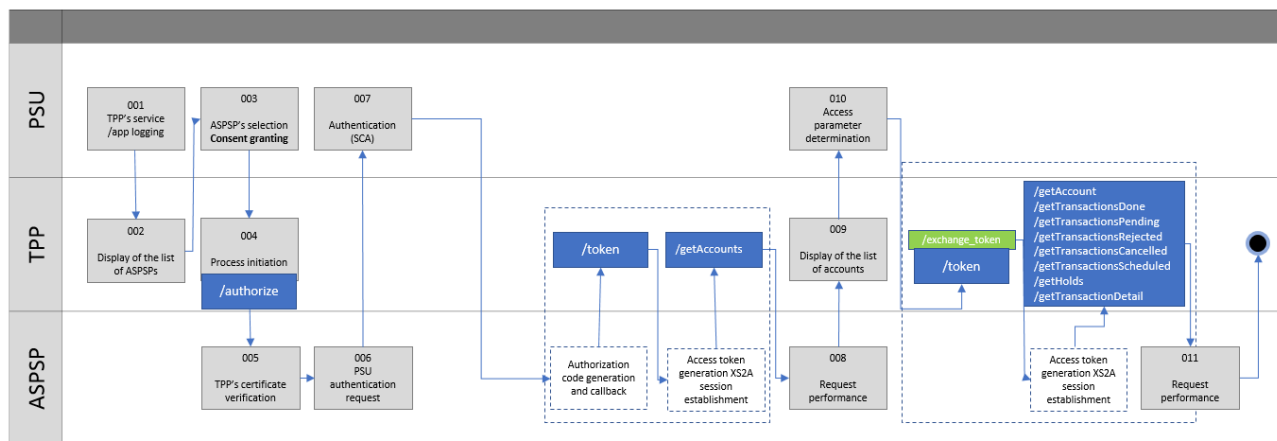 PSU
001
TPP's service
/app logging
003
ASPSP's selection
Consent granting
007
Authentication
(SCA)
010
Access
parameter
determination
TPP
002
Display of the list
of ASPSPs
004
Process initiation
/authorize
/token
/getAccounts
009
Display of the list
of accounts
/exchange_token
/token
/getAccount
/getTransactionsDone
/getTransactionsPending
/getTransactionsRejected
/getTransactionsCancelled
/getTransactionsScheduled
/getHolds
/getTransactionDetail
ASPSP
005
TPP's certificate
verification
006
PSU
authentication
request
Authorization
code generation
and callback
Access token
generation XS2A
session
establishment
008
Request
performance
Access token
generation XS2A
session
establishment
011
Request
performance